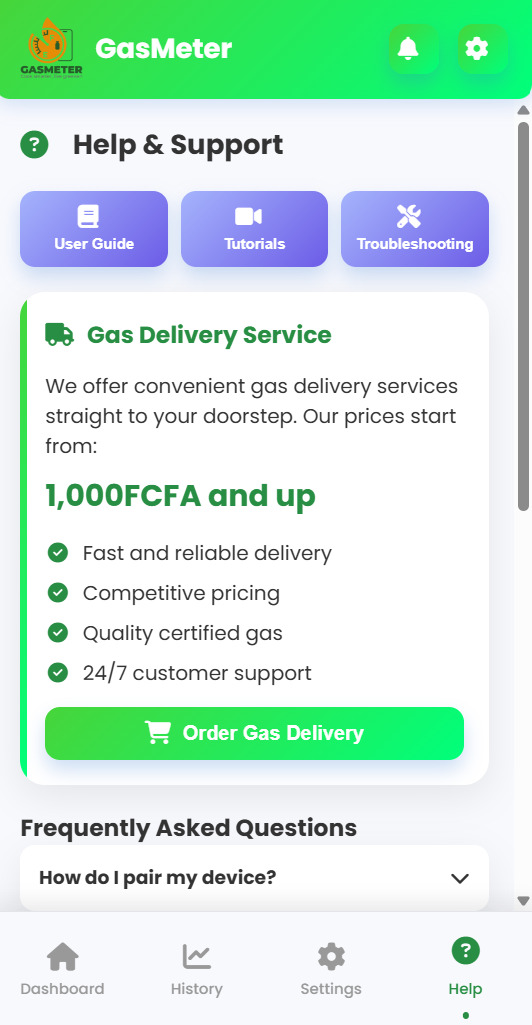 GASMETER
GasMeter
Help & Support
User Guide
Tutorials
Troubleshooting
Gas Delivery Service
We offer convenient gas delivery services
straight to your doorstep. Our prices start
from:
1,000FCFA and up
Fast and reliable delivery
Competitive pricing
Quality certified gas
24/7 customer support
Order Gas Delivery
Frequently Asked Questions
How do I pair my device?
Dashboard
History
Settings
Help